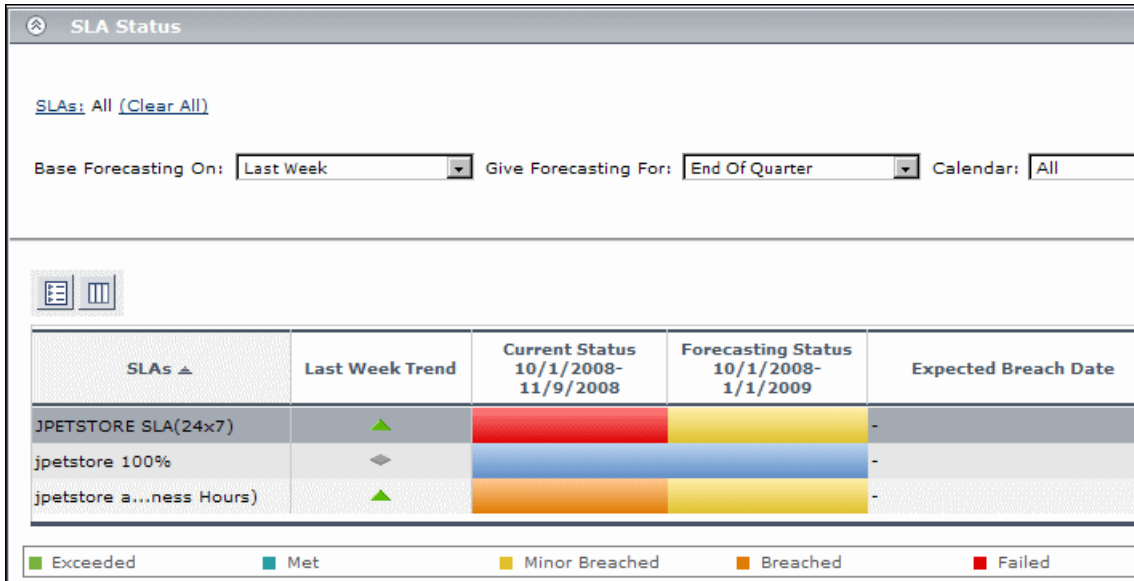 SLA Status
SLAs: All (Clear All)
Base Forecasting On: Last Week Give Forecasting For: End Of Quarter Calendar: All
SLAs Last Week Trend Current Status 10/1/2008- 11/9/2008 Forecasting Status 10/1/2008- 1/1/2009 Expected Breach Date
JPETSTORE SLA(24x7) -
jpetstore 100% -
jpetstore a...ness Hours) -
Exceeded Met Minor Breached Breached Failed